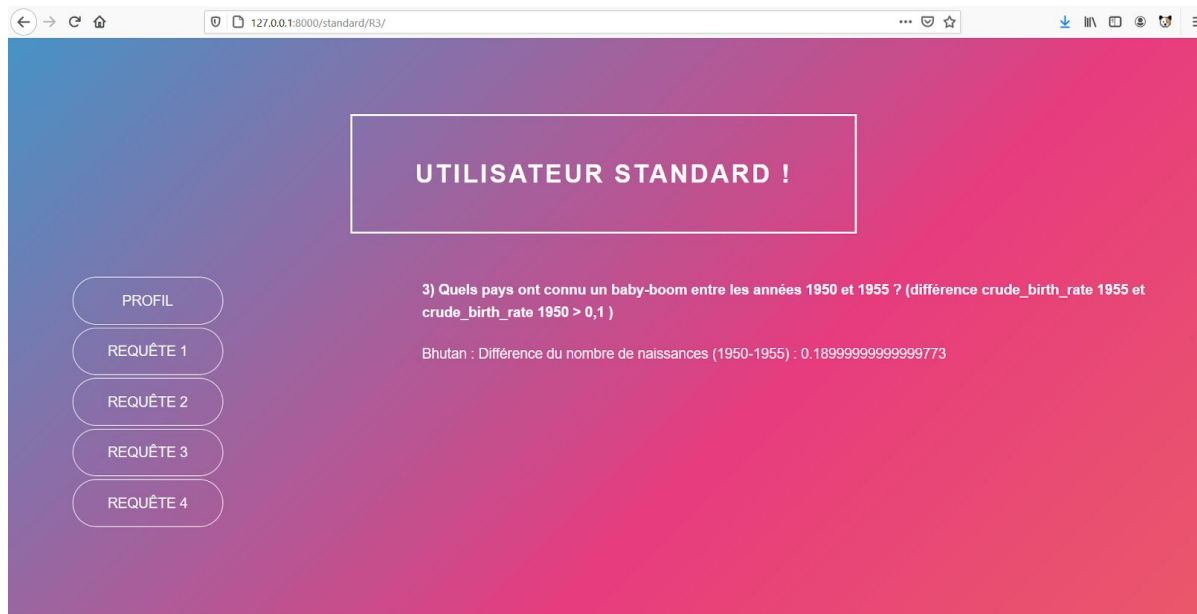 127.0.0.1:8000/standard/R3/
UTILISATEUR STANDARD !
PROFIL
REQUÊTE 1
REQUÊTE 2
REQUÊTE 3
REQUÊTE 4
3) Quels pays ont connu un baby-boom entre les années 1950 et 1955 ? (différence crude_birth_rate 1955 et
crude_birth_rate 1950 > 0,1 )
Bhutan : Différence du nombre de naissances (1950-1955) : 0.18999999999999773